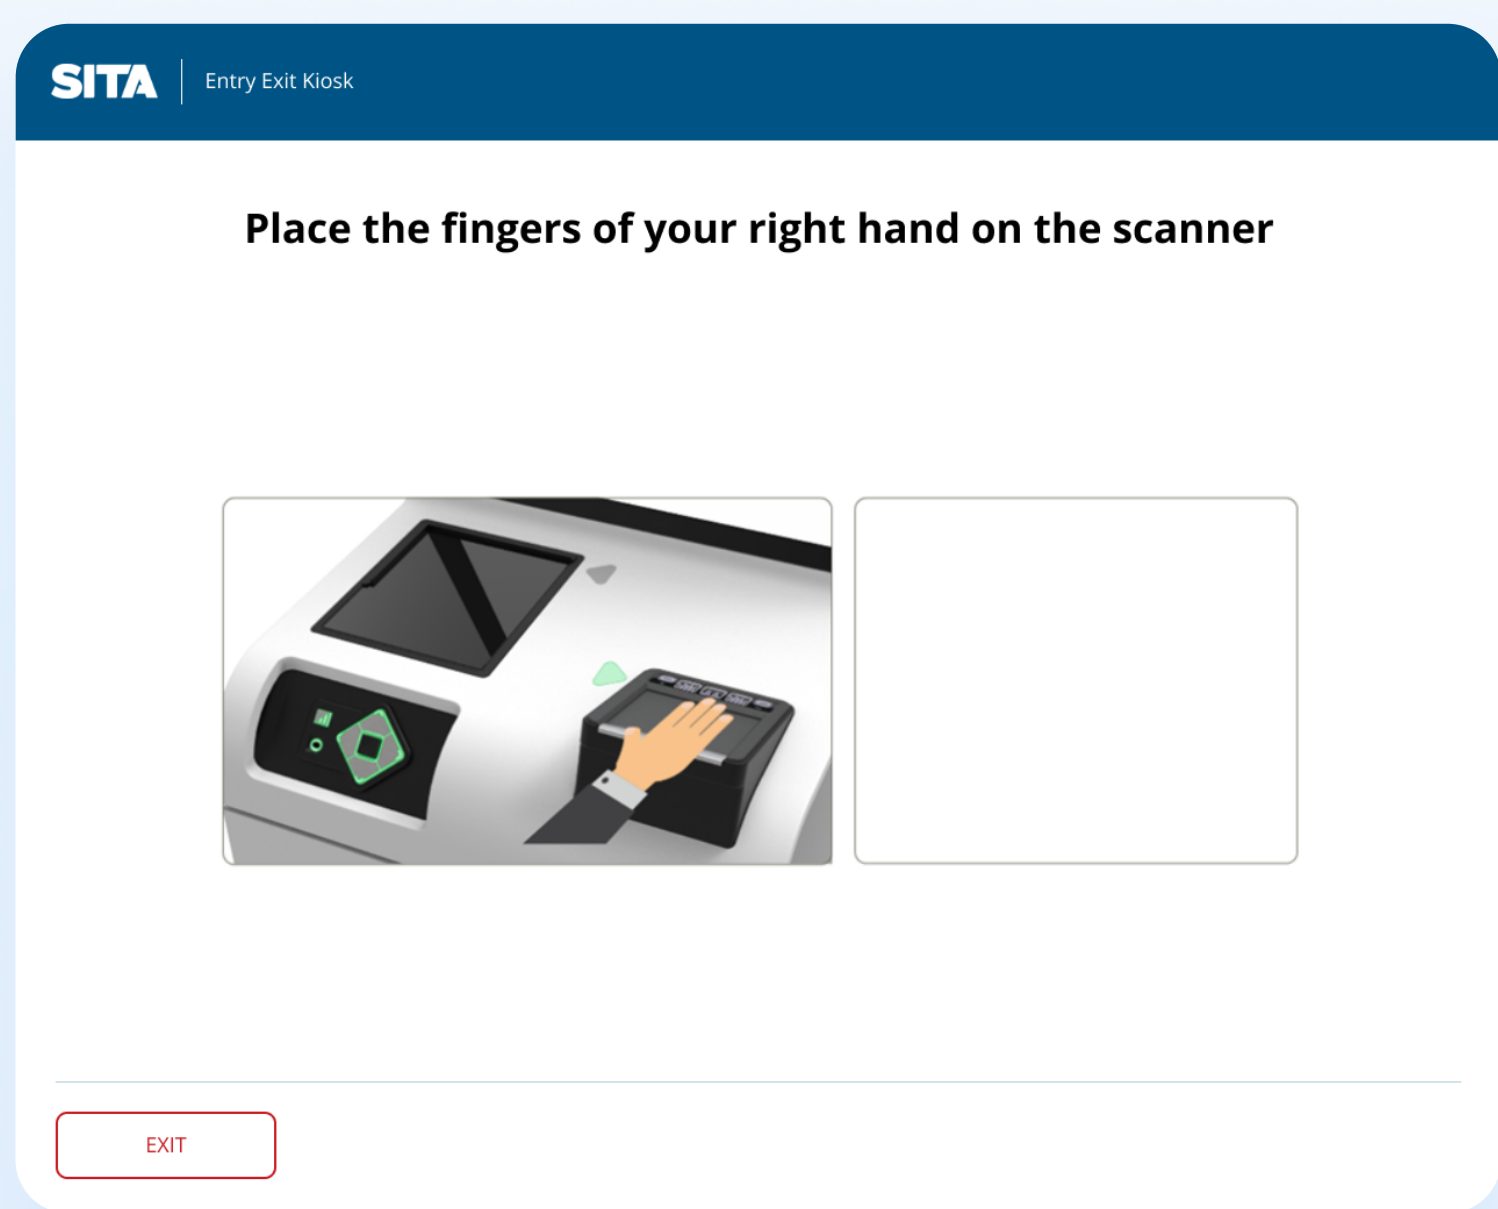 SITA
Entry Exit Kiosk
Place the fingers of your right hand on the scanner
EXIT